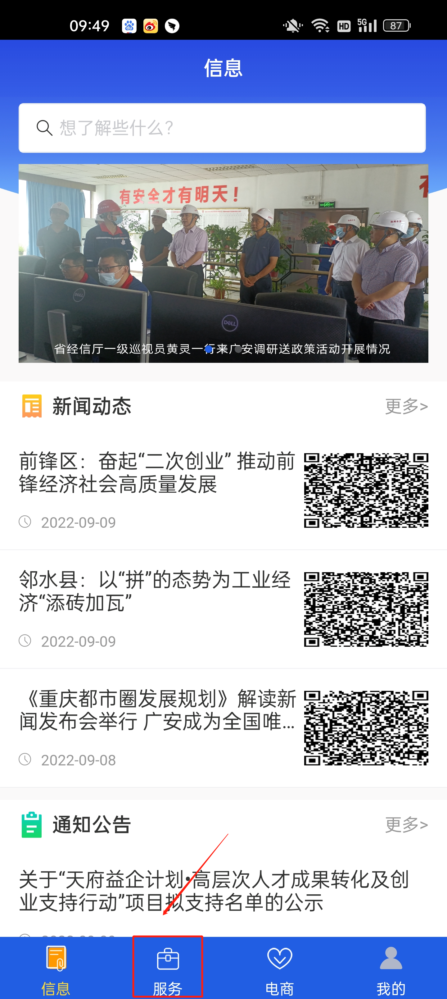 09:49
HD
5G
87
信息
想了解些什么?
有安全才有明天!
DELL
DELL
省经信厅一级巡视员黄灵一行来广安调研送政策活动开展情况
新闻动态
更多>
前锋区：奋起“二次创业” 推动前
锋经济社会高质量发展
2022-09-09
邻水县：以“拼”的态势为工业经
济“添砖加瓦”
2022-09-09
《重庆都市圈发展规划》解读新
闻发布会举行 广安成为全国唯...
2022-09-08
通知公告
更多>
关于“天府益企计划•高层次人才成果转化及创
业支持行动”项目拟支持名单的公示
信息
服务
电商
我的